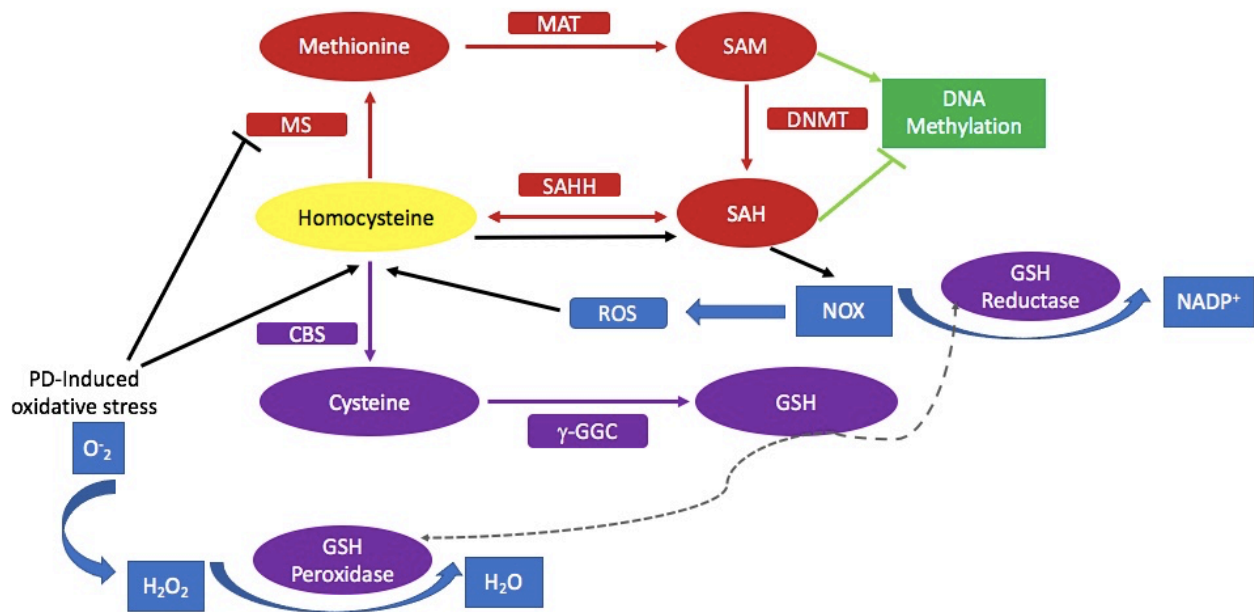 Methionine
MAT
SAM
DNA
Methylation
MS
DNMT
Homocysteine
SAHH
SAH
GSH
Reductase
NADP⁺
ROS
NOX
CBS
PD-Induced
oxidative stress
Cysteine
γ-GGC
GSH
O⁻₂
GSH
Peroxidase
H₂O₂
H₂O